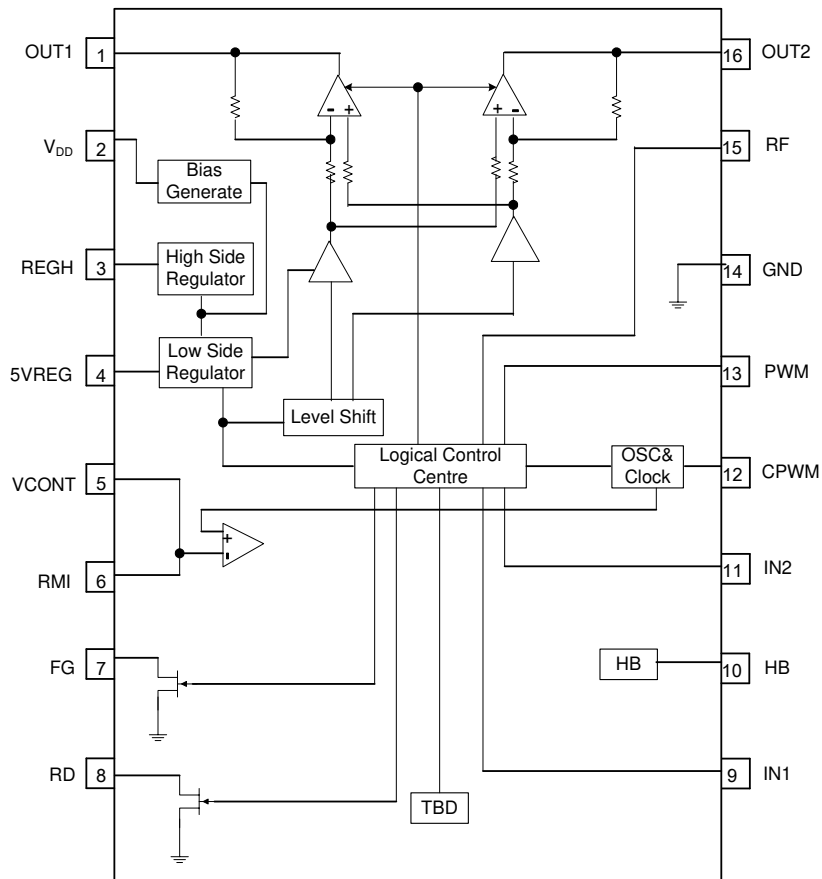 OUT1
1
16
OUT2
VDD
2
15
RF
Bias
Generate
REGH
3
High Side
Regulator
14
GND
5VREG
4
Low Side
Regulator
13
PWM
Level Shift
VCONT
5
Logical Control
Centre
OSC&
Clock
12
CPWM
RMI
6
11
IN2
FG
7
HB
10
HB
RD
8
TBD
9
IN1
- +
+ -
+
-